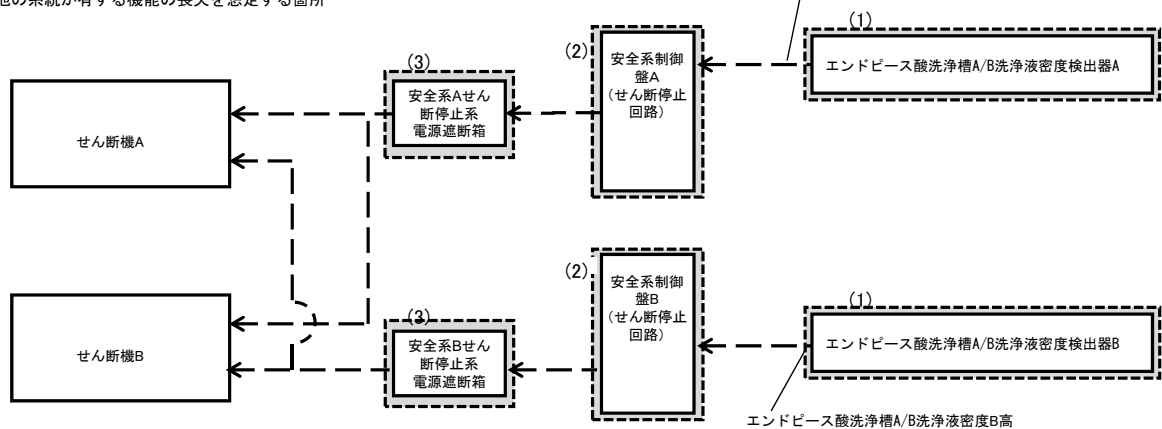 他の系統が有する機能の喪失を想定する箇所
(1)
エンドピース酸洗浄槽A/B洗浄液密度検出器A
(2)
安全系制御
盤A
(せん断停止
回路)
(3)
安全系Aせん
断停止系
電源遮断箱
せん断機A
(1)
エンドピース酸洗浄槽A/B洗浄液密度検出器B
(2)
安全系制御
盤B
(せん断停止
回路)
(3)
安全系Bせん
断停止系
電源遮断箱
せん断機B
エンドピース酸洗浄槽A/B洗浄液密度B高